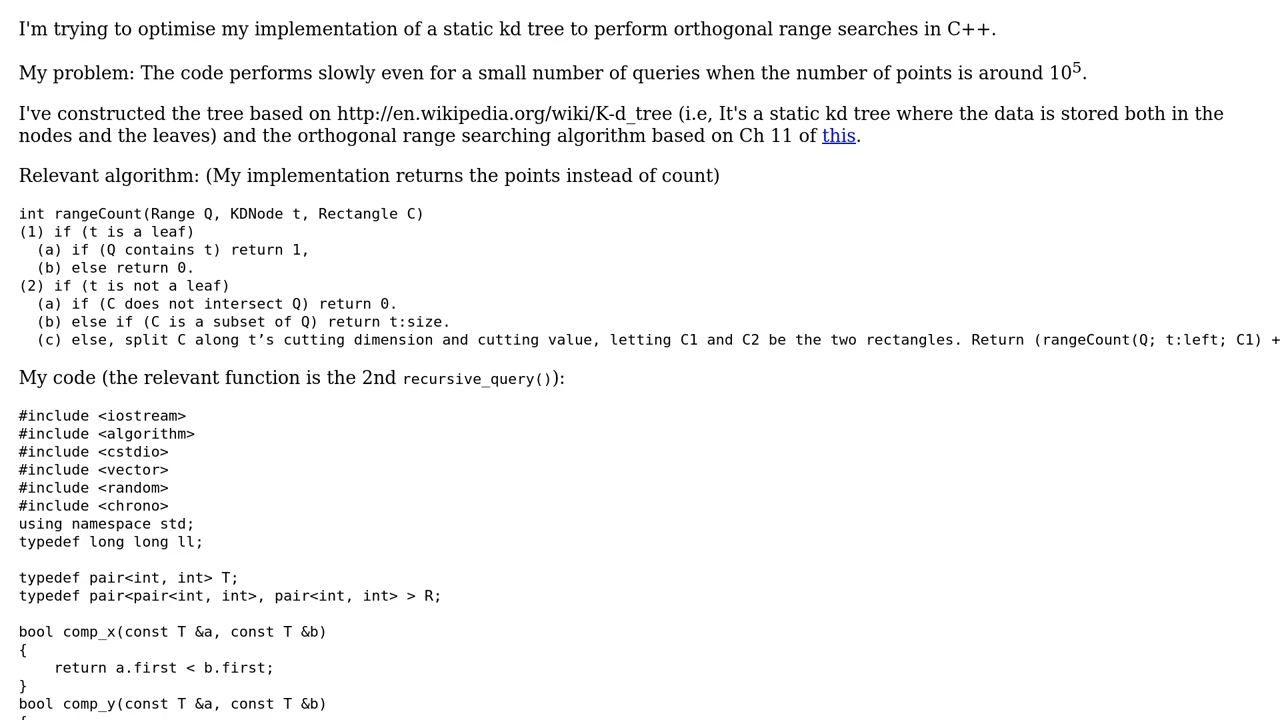 I'm trying to optimise my implementation of a static kd tree to perform orthogonal range searches in C++.
My problem: The code performs slowly even for a small number of queries when the number of points is around 10^5.
I've constructed the tree based on http://en.wikipedia.org/wiki/K-d_tree (i.e, It's a static kd tree where the data is stored both in the
nodes and the leaves) and the orthogonal range searching algorithm based on Ch 11 of this.
Relevant algorithm: (My implementation returns the points instead of count)
int rangeCount(Range Q, KDNode t, Rectangle C)
(1) if (t is a leaf)
  (a) if (Q contains t) return 1,
  (b) else return 0.
(2) if (t is not a leaf)
  (a) if (C does not intersect Q) return 0.
  (b) else if (C is a subset of Q) return t:size.
  (c) else, split C along t’s cutting dimension and cutting value, letting C1 and C2 be the two rectangles. Return (rangeCount(Q; t:left; C1) +
My code (the relevant function is the 2nd recursive_query()):
#include <iostream>
#include <algorithm>
#include <cstdio>
#include <vector>
#include <random>
#include <chrono>
using namespace std;
typedef long long ll;
typedef pair<int, int> T;
typedef pair<pair<int, int>, pair<int, int> > R;
bool comp_x(const T &a, const T &b)
{
    return a.first < b.first;
}
bool comp_y(const T &a, const T &b)
{